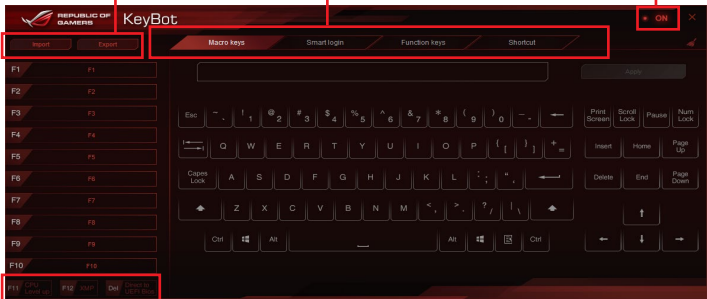 REPUBLIC OF
GAMERS
KeyBot
ON
Import
Export
Macro keys
Smart login
Function keys
Shortcut
F1 F1
F2 F2
F3 F3
F4 F4
F5 F5
F6 F6
F7 F7
F8 F8
F9 F9
F10 F10
F11 CPU Level up
F12 XMP
Del Direct to UEFI Bios
Apply
Esc ~ ` ! 1 @ 2 # 3 $ 4 % 5 ^ 6 & 7 * 8 ( 9 ) 0 _ -
Print Screen
Scroll Lock
Pause
Num Lock
Q W E R T Y U I O P { [ } ] + =
Insert
Home
Page Up
Capes Lock
A S D F G H J K L : ; " ,
Delete
End
Page Down
Z X C V B N M < , > . ? / | \
Ctrl
Alt
Alt
Ctrl